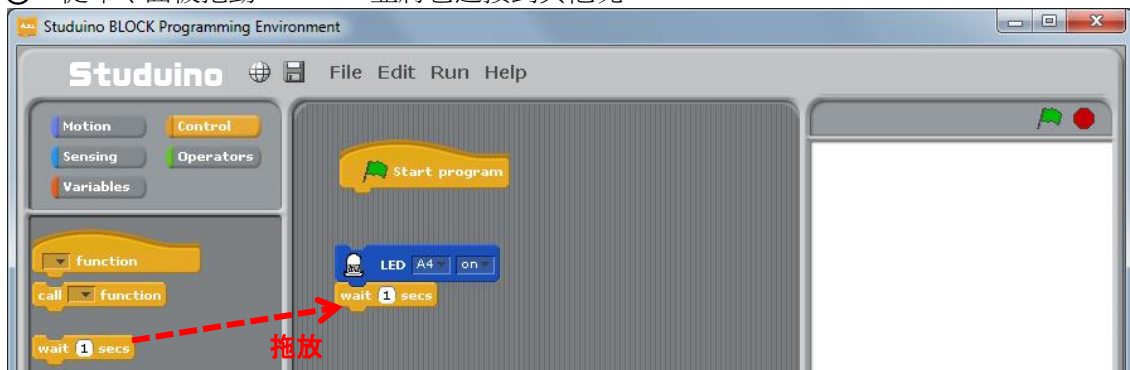 Studuino BLOCK Programming Environment
Studuino File Edit Run Help
Motion Control
Sensing Operators
Variables
Start program
function
LED A4 on
call function
wait 1 secs
wait 1 secs
拖放